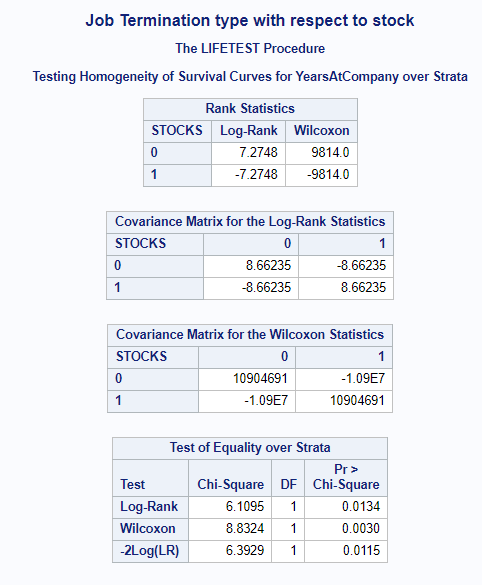 Job Termination type with respect to stock
The LIFETEST Procedure
Testing Homogeneity of Survival Curves for YearsAtCompany over Strata
Rank Statistics
STOCKS Log-Rank Wilcoxon
0 7.2748 9814.0
1 -7.2748 -9814.0
Covariance Matrix for the Log-Rank Statistics
STOCKS 0 1
0 8.66235 -8.66235
1 -8.66235 8.66235
Covariance Matrix for the Wilcoxon Statistics
STOCKS 0 1
0 10904691 -1.09E7
1 -1.09E7 10904691
Test of Equality over Strata
Test Chi-Square DF Pr >
Chi-Square
Log-Rank 6.1095 1 0.0134
Wilcoxon 8.8324 1 0.0030
-2Log(LR) 6.3929 1 0.0115